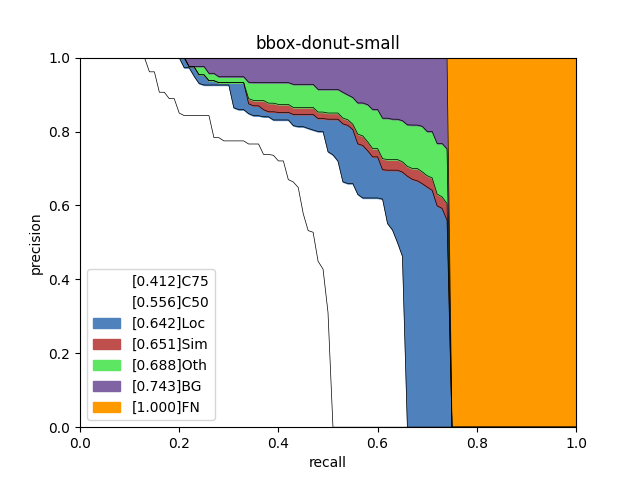 bbox-donut-small
1.0
0.8
0.6
0.4
0.2
0.0
precision
[0.412]C75
[0.556]C50
[0.642]Loc
[0.651]Sim
[0.688]Oth
[0.743]BG
[1.000]FN
0.0 0.2 0.4 0.6 0.8 1.0
recall